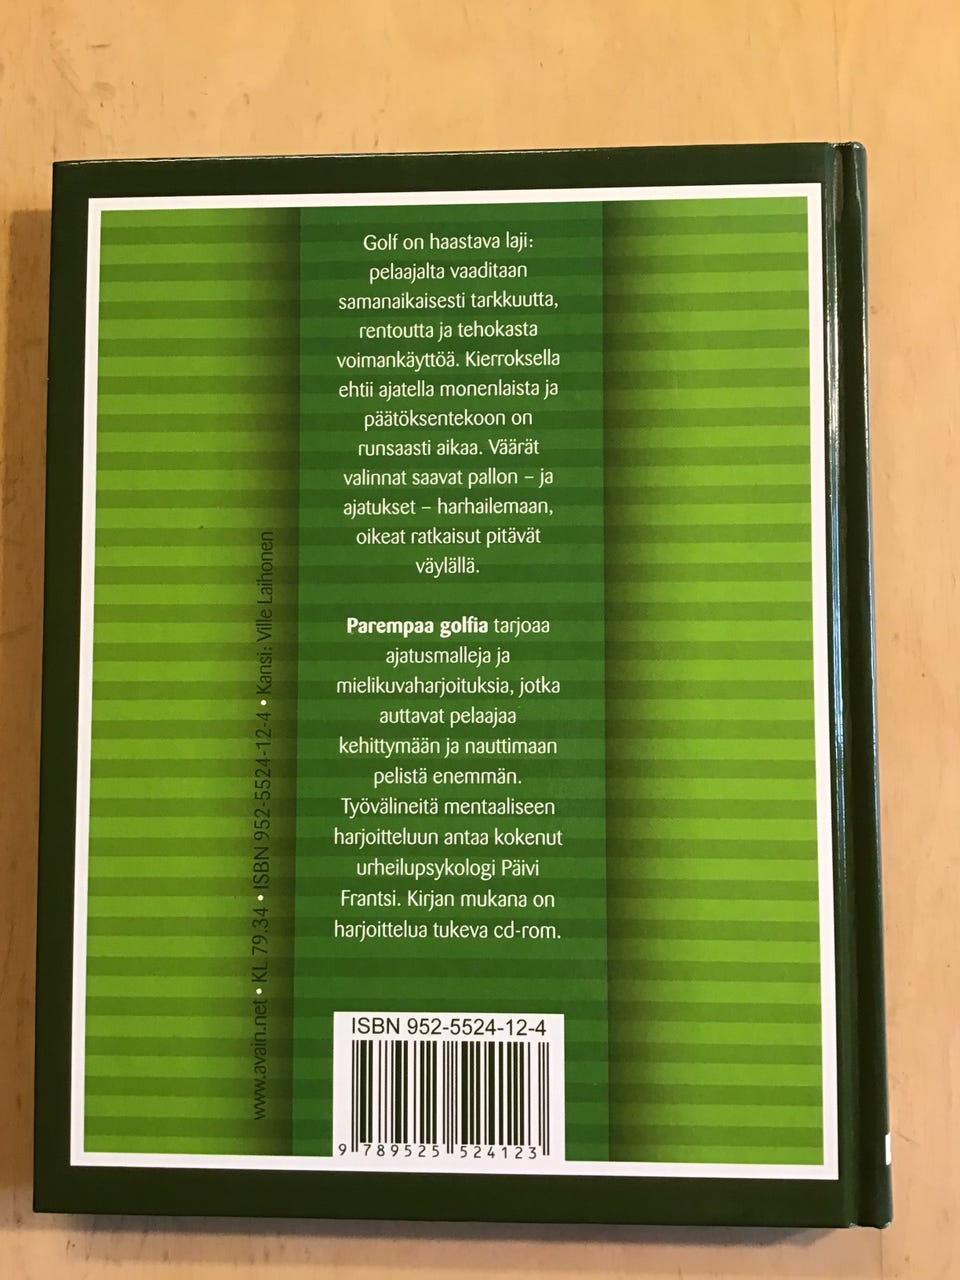 Golf on haastava laji:
pelaajalta vaaditaan
samanaikaisesti tarkkuutta,
rentoutta ja tehokasta
voimankäyttöä. Kierroksella
ehtii ajatella monenlaista ja
päätöksentekoon on
runsaasti aikaa. Väärät
valinnat saavat pallon – ja
ajatukset – harhailemaan,
oikeat ratkaisut pitävät
väylällä.
Parempaa golfia tarjoaa
ajatusmalleja ja
mielikuvaharjoituksia, jotka
auttavat pelaajaa
kehittymään ja nauttimaan
pelistä enemmän.
Työvälineitä mentaaliseen
harjoitteluun antaa kokenut
urheilupsykologi Päivi
Frantsi. Kirjan mukana on
harjoittelua tukeva cd-rom.
www.avain.net • KL 79.34 • ISBN 952-5524-12-4 • Kansi: Ville Laihonen
ISBN 952-5524-12-4
9 789525 524123